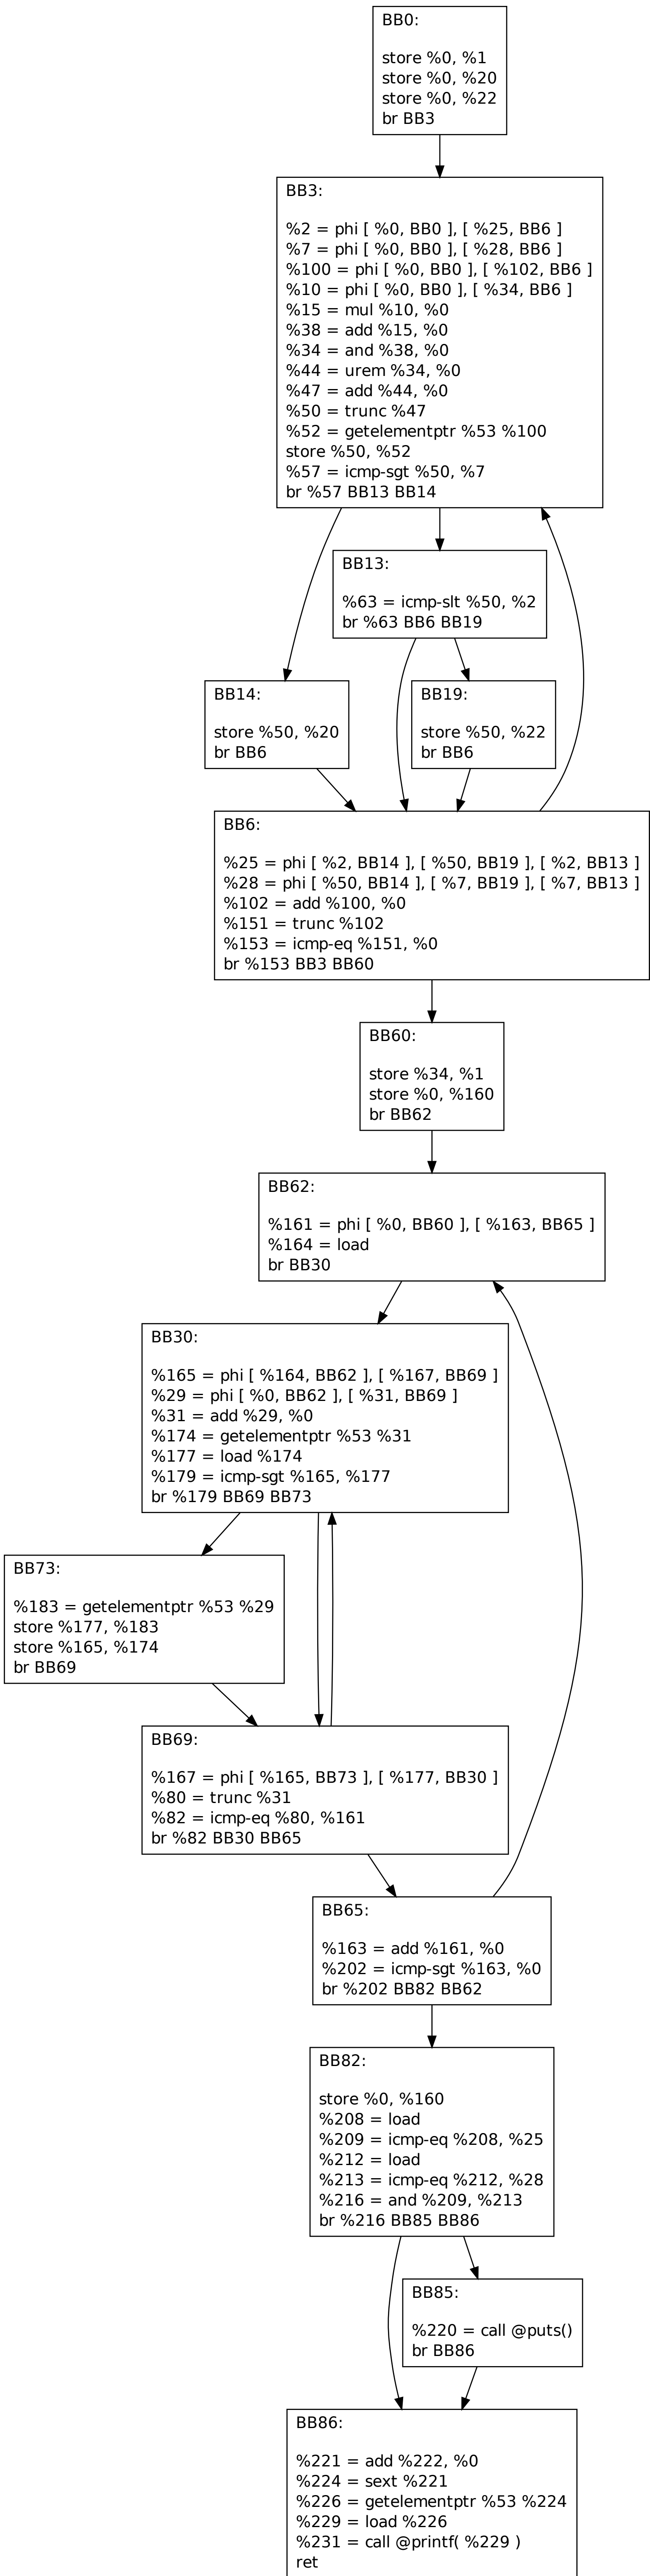 BB0:
store %0, %1
store %0, %20
store %0, %22
br BB3
BB3:
%2 = phi [ %0, BB0 ], [ %25, BB6 ]
%7 = phi [ %0, BB0 ], [ %28, BB6 ]
%100 = phi [ %0, BB0 ], [ %102, BB6 ]
%10 = phi [ %0, BB0 ], [ %34, BB6 ]
%15 = mul %10, %0
%38 = add %15, %0
%34 = and %38, %0
%44 = urem %34, %0
%47 = add %44, %0
%50 = trunc %47
%52 = getelementptr %53 %100
store %50, %52
%57 = icmp-sgt %50, %7
br %57 BB13 BB14
BB13:
%63 = icmp-slt %50, %2
br %63 BB6 BB19
BB14:
store %50, %20
br BB6
BB19:
store %50, %22
br BB6
BB6:
%25 = phi [ %2, BB14 ], [ %50, BB19 ], [ %2, BB13 ]
%28 = phi [ %50, BB14 ], [ %7, BB19 ], [ %7, BB13 ]
%102 = add %100, %0
%151 = trunc %102
%153 = icmp-eq %151, %0
br %153 BB3 BB60
BB60:
store %34, %1
store %0, %160
br BB62
BB62:
%161 = phi [ %0, BB60 ], [ %163, BB65 ]
%164 = load
br BB30
BB30:
%165 = phi [ %164, BB62 ], [ %167, BB69 ]
%29 = phi [ %0, BB62 ], [ %31, BB69 ]
%31 = add %29, %0
%174 = getelementptr %53 %31
%177 = load %174
%179 = icmp-sgt %165, %177
br %179 BB69 BB73
BB73:
%183 = getelementptr %53 %29
store %177, %183
store %165, %174
br BB69
BB69:
%167 = phi [ %165, BB73 ], [ %177, BB30 ]
%80 = trunc %31
%82 = icmp-eq %80, %161
br %82 BB30 BB65
BB65:
%163 = add %161, %0
%202 = icmp-sgt %163, %0
br %202 BB82 BB62
BB82:
store %0, %160
%208 = load
%209 = icmp-eq %208, %25
%212 = load
%213 = icmp-eq %212, %28
%216 = and %209, %213
br %216 BB85 BB86
BB85:
%220 = call @puts()
br BB86
BB86:
%221 = add %222, %0
%224 = sext %221
%226 = getelementptr %53 %224
%229 = load %226
%231 = call @printf( %229 )
ret